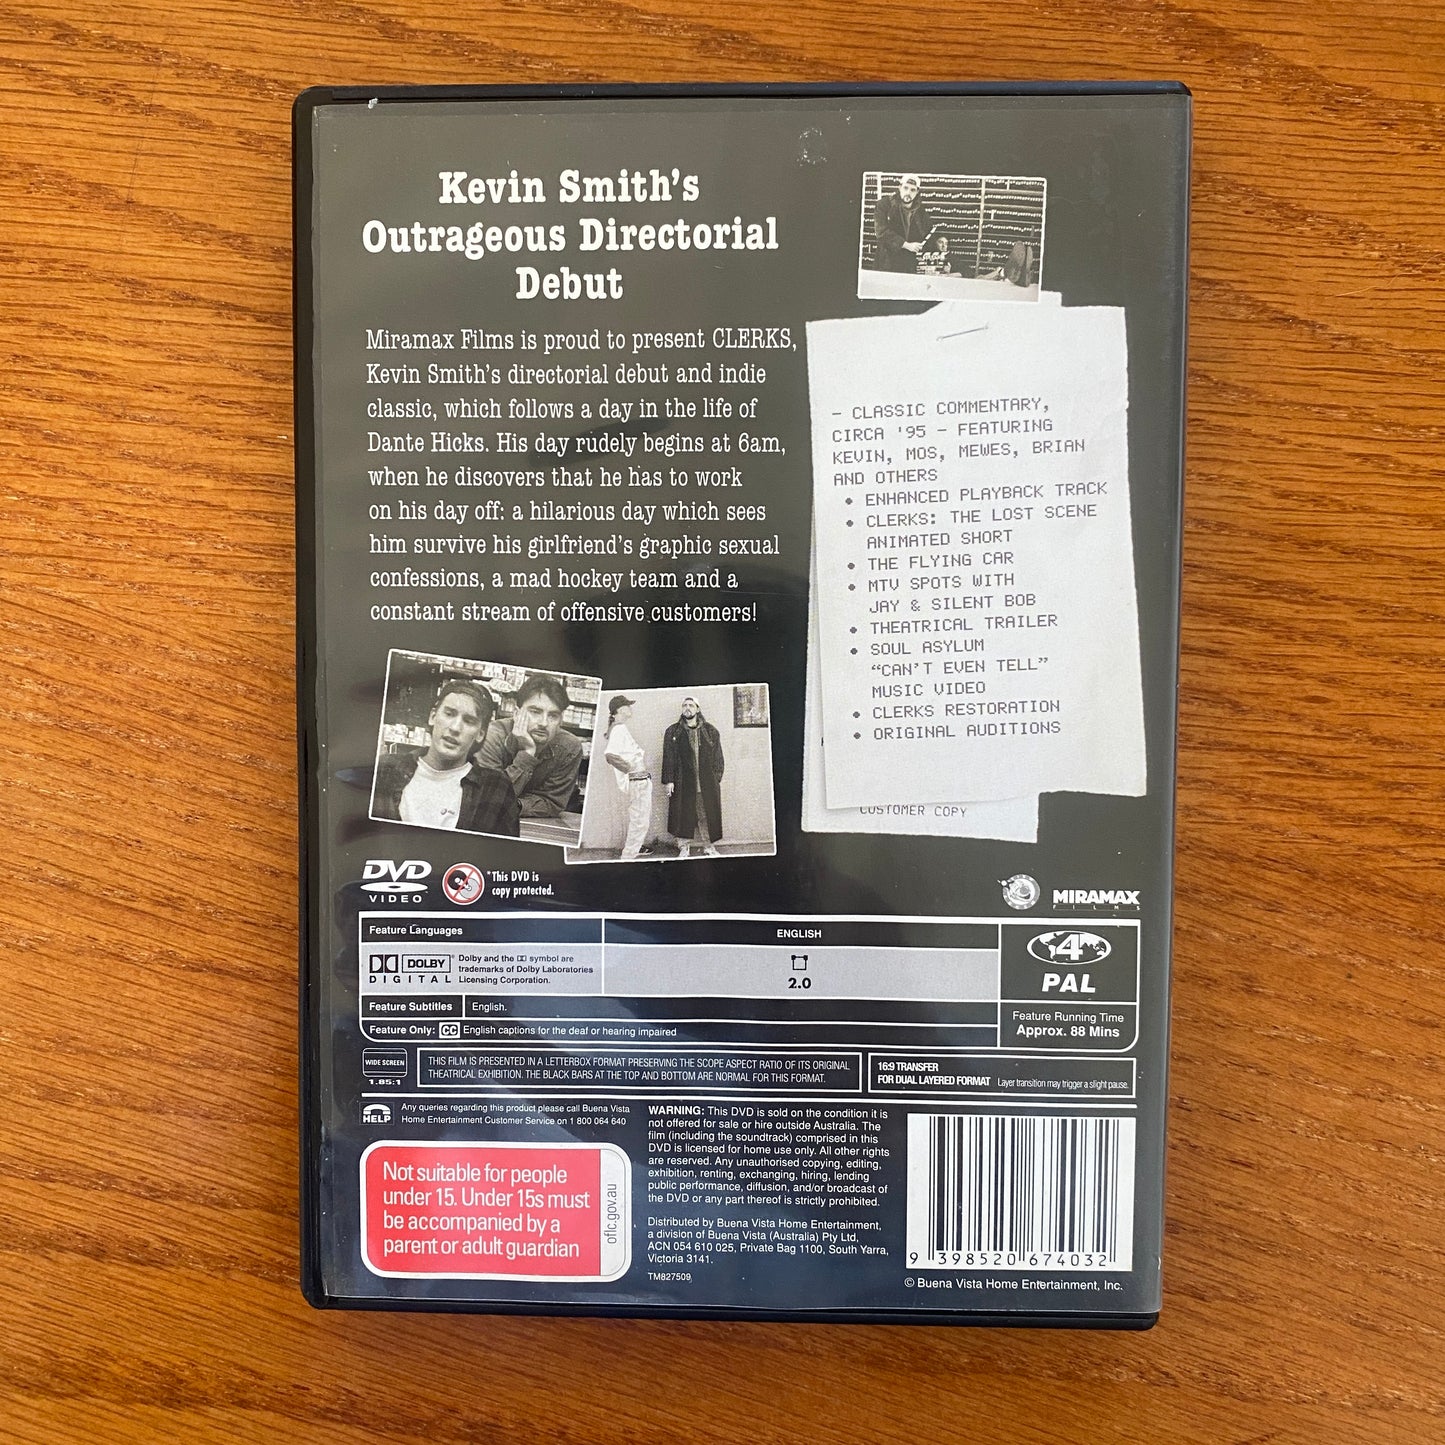 Kevin Smith's
Outrageous Directorial
Debut
Miramax Films is proud to present CLERKS,
Kevin Smith's directorial debut and indie
classic, which follows a day in the life of
Dante Hicks. His day rudely begins at 6am,
when he discovers that he has to work
on his day off: a hilarious day which sees
him survive his girlfriend's graphic sexual
confessions, a mad hockey team and a
constant stream of offensive customers!
- CLASSIC COMMENTARY,
CIRCA '95 - FEATURING
KEVIN, MOS, MEWES, BRIAN
AND OTHERS
• ENHANCED PLAYBACK TRACK
• CLERKS: THE LOST SCENE
ANIMATED SHORT
• THE FLYING CAR
• MTV SPOTS WITH
JAY & SILENT BOB
• THEATRICAL TRAILER
• SOUL ASYLUM
“CAN'T EVEN TELL”
MUSIC VIDEO
• CLERKS RESTORATION
• ORIGINAL AUDITIONS
CUSTOMER COPY
DVD
VIDEO
*This DVD is
copy protected.
MIRAMAX
FILMS
Feature Languages
ENGLISH
DOLBY
DIGITAL
Dolby and the symbol are
trademarks of Dolby Laboratories
Licensing Corporation.
2.0
4
PAL
Feature Subtitles English.
Feature Only: CC English captions for the deaf or hearing impaired
Feature Running Time
Approx. 88 Mins
WIDE SCREEN
1.85:1
THIS FILM IS PRESENTED IN A LETTERBOX FORMAT PRESERVING THE SCOPE ASPECT RATIO OF ITS ORIGINAL
THEATRICAL EXHIBITION. THE BLACK BARS AT THE TOP AND BOTTOM ARE NORMAL FOR THIS FORMAT.
16:9 TRANSFER
FOR DUAL LAYERED FORMAT Layer transition may trigger a slight pause.
HELP
Any queries regarding this product please call Buena Vista
Home Entertainment Customer Service on 1 800 064 640
Not suitable for people
under 15. Under 15s must
be accompanied by a
parent or adult guardian
oflc.gov.au
WARNING: This DVD is sold on the condition it is
not offered for sale or hire outside Australia. The
film (including the soundtrack) comprised in this
DVD is licensed for home use only. All other rights
are reserved. Any unauthorised copying, editing,
exhibition, renting, exchanging, hiring, lending
public performance, diffusion, and/or broadcast of
the DVD or any part thereof is strictly prohibited.
Distributed by Buena Vista Home Entertainment,
a division of Buena Vista (Australia) Pty Ltd,
ACN 054 610 025, Private Bag 1100, South Yarra,
Victoria 3141.
TM827509
9 398520 674032
© Buena Vista Home Entertainment, Inc.